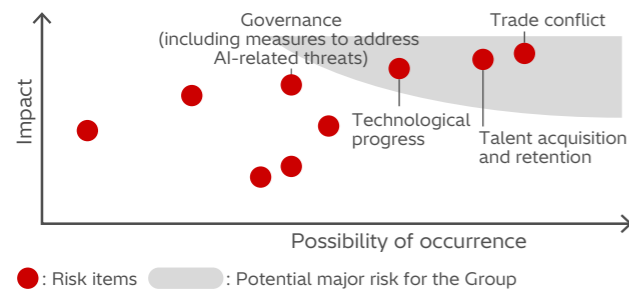 Governance
(including measures to address
AI-related threats)
Trade conflict
Technological
progress
Talent acquisition
and retention
Impact
Possibility of occurrence
: Risk items
: Potential major risk for the Group